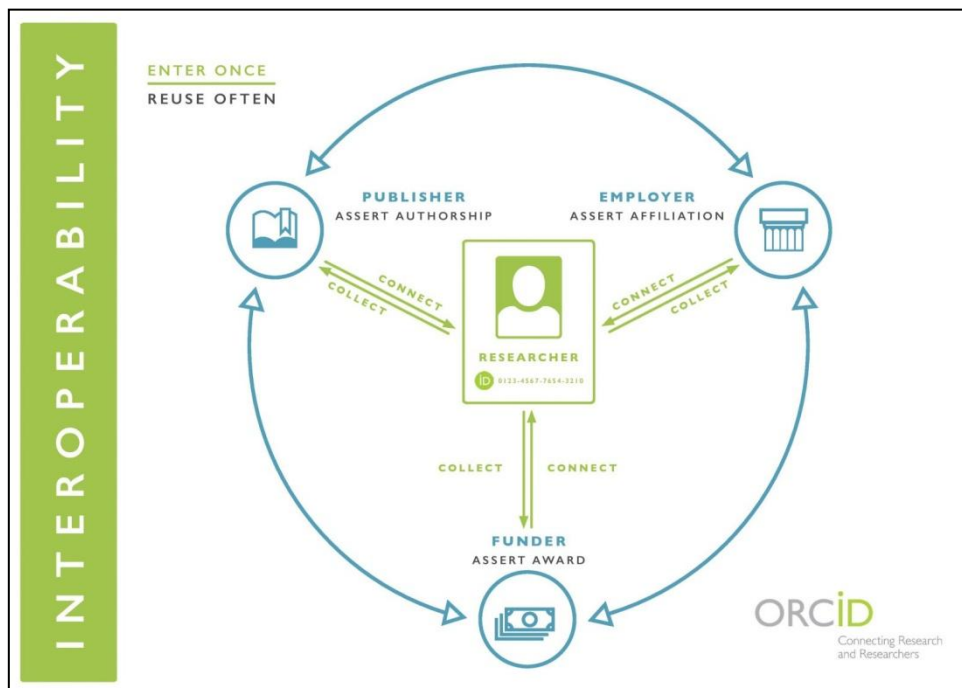 INTEROPERABILITY
ENTER ONCE
REUSE OFTEN
PUBLISHER
ASSERT AUTHORSHIP
EMPLOYER
ASSERT AFFILIATION
CONNECT
COLLECT
CONNECT
COLLECT
RESEARCHER
iD 0123-4567-7654-3210
COLLECT CONNECT
FUNDER
ASSERT AWARD
ORCiD
Connecting Research
and Researchers